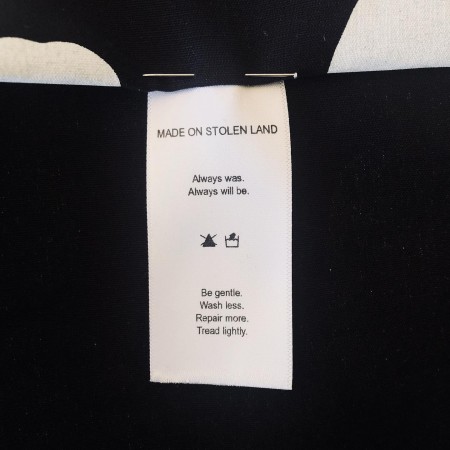 MADE ON STOLEN LAND
Always was.
Always will be.
Be gentle.
Wash less.
Repair more.
Tread lightly.